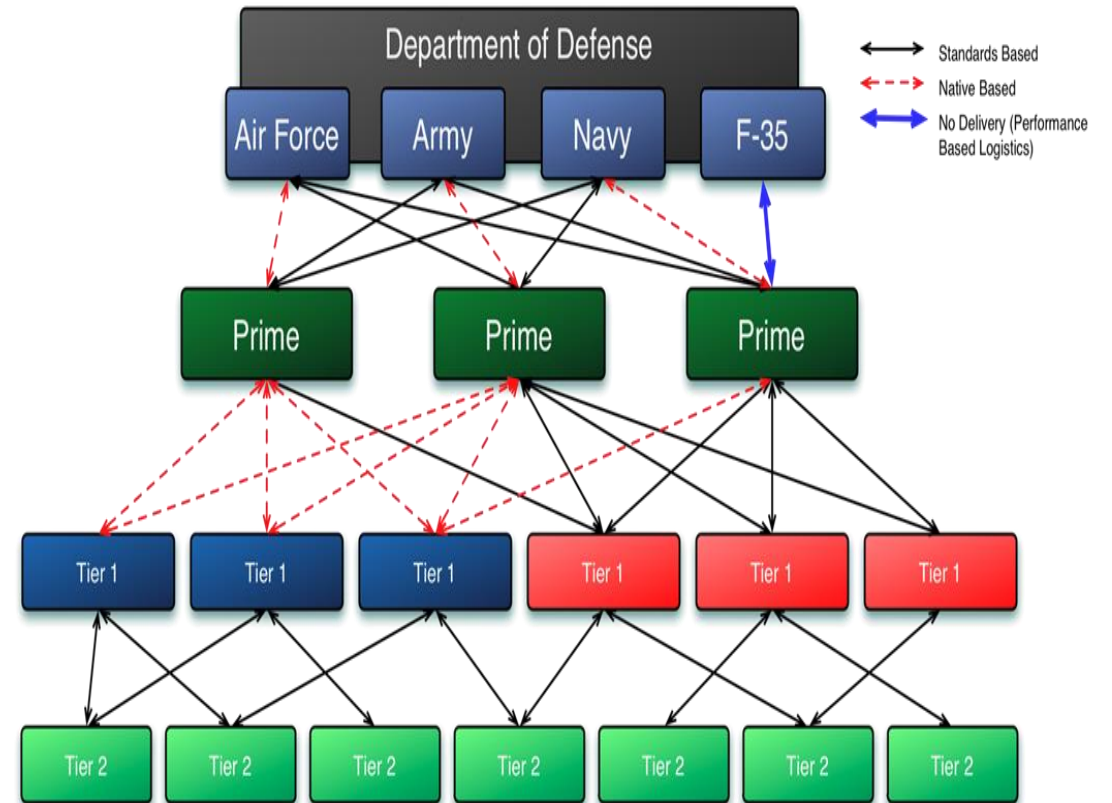 Department of Defense
Standards Based
Native Based
No Delivery (Performance
Based Logistics)
Air Force
Army
Navy
F-35
Prime
Prime
Prime
Tier 1
Tier 1
Tier 1
Tier 1
Tier 1
Tier 1
Tier 2
Tier 2
Tier 2
Tier 2
Tier 2
Tier 2
Tier 2